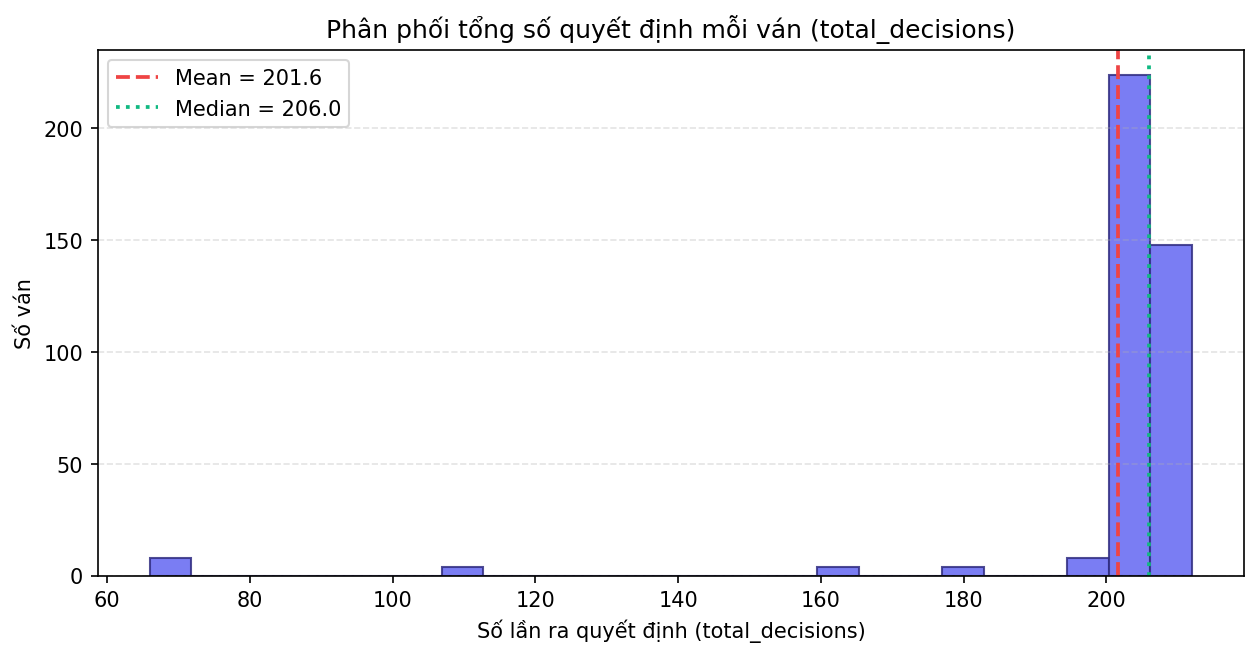 Phân phối tổng số quyết định mỗi ván (total_decisions)
Mean = 201.6
Median = 206.0
Số ván
200
150
100
50
0
60 80 100 120 140 160 180 200
Số lần ra quyết định (total_decisions)